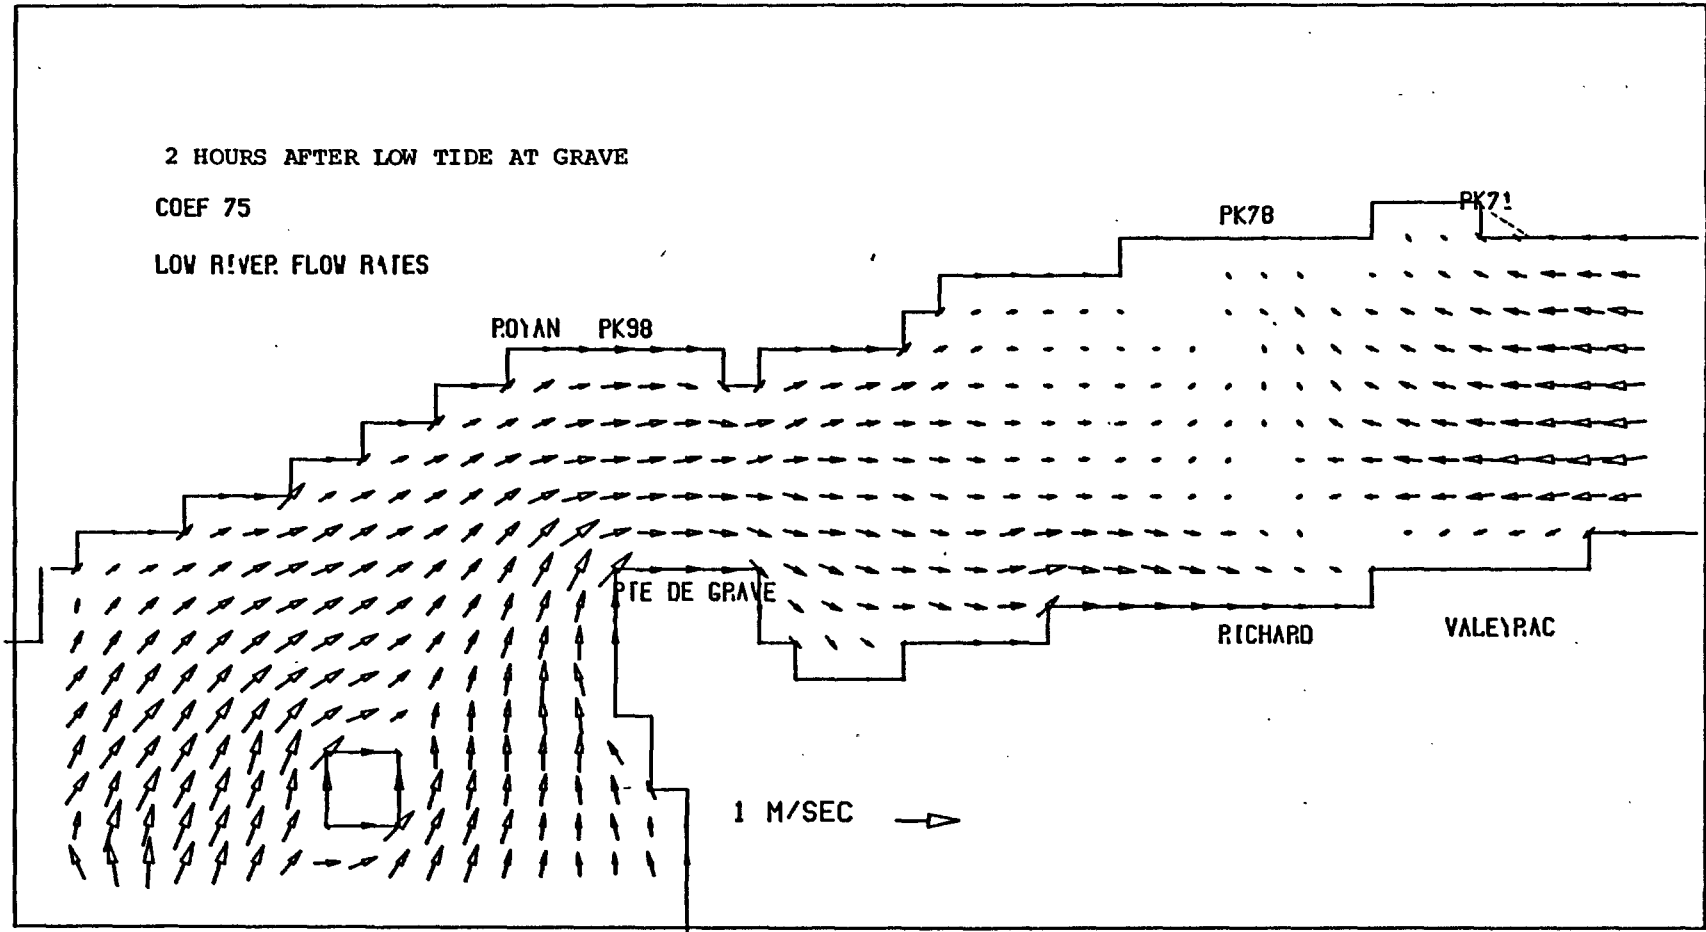 2 HOURS AFTER LOW TIDE AT GRAVE
COEF 75
LOW RIVER FLOW RATES
PK71
PK78
ROYAN PK98
PTE DE GRAVE
RICHARD
VALEYRAC
1 M/SEC